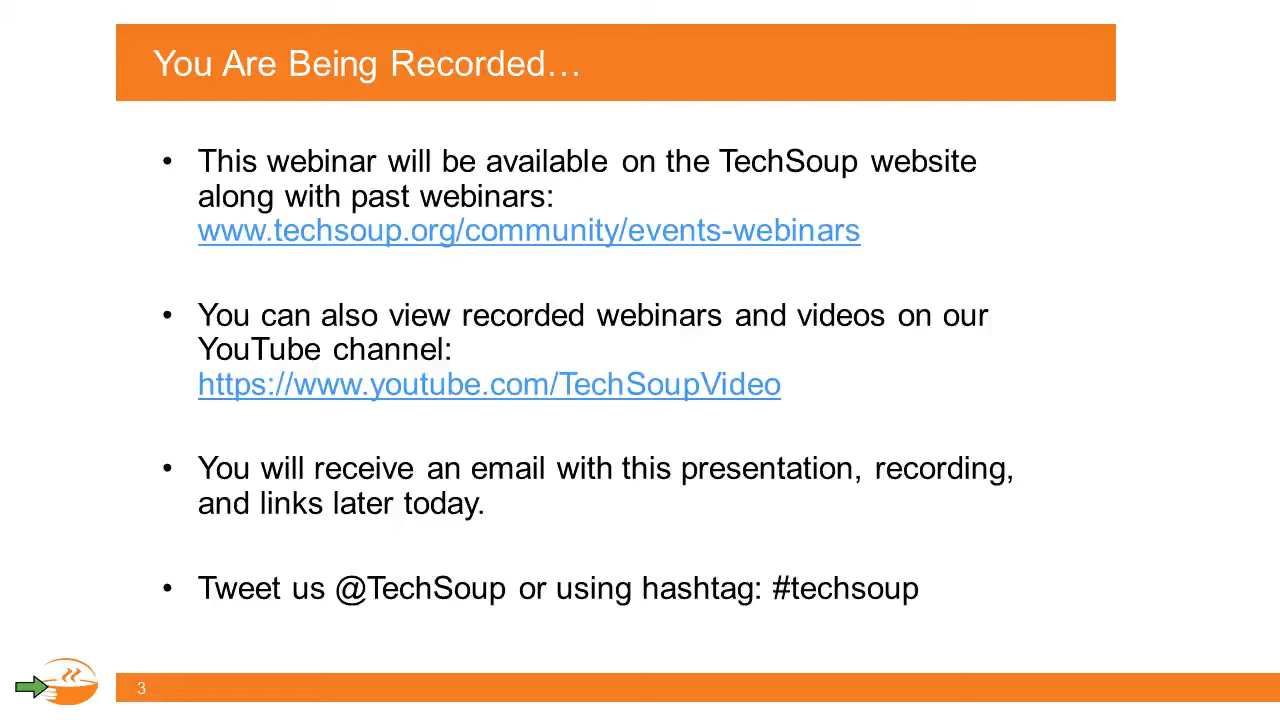 You Are Being Recorded…
• This webinar will be available on the TechSoup website
along with past webinars:
www.techsoup.org/community/events-webinars
• You can also view recorded webinars and videos on our
YouTube channel:
https://www.youtube.com/TechSoupVideo
• You will receive an email with this presentation, recording,
and links later today.
• Tweet us @TechSoup or using hashtag: #techsoup
3